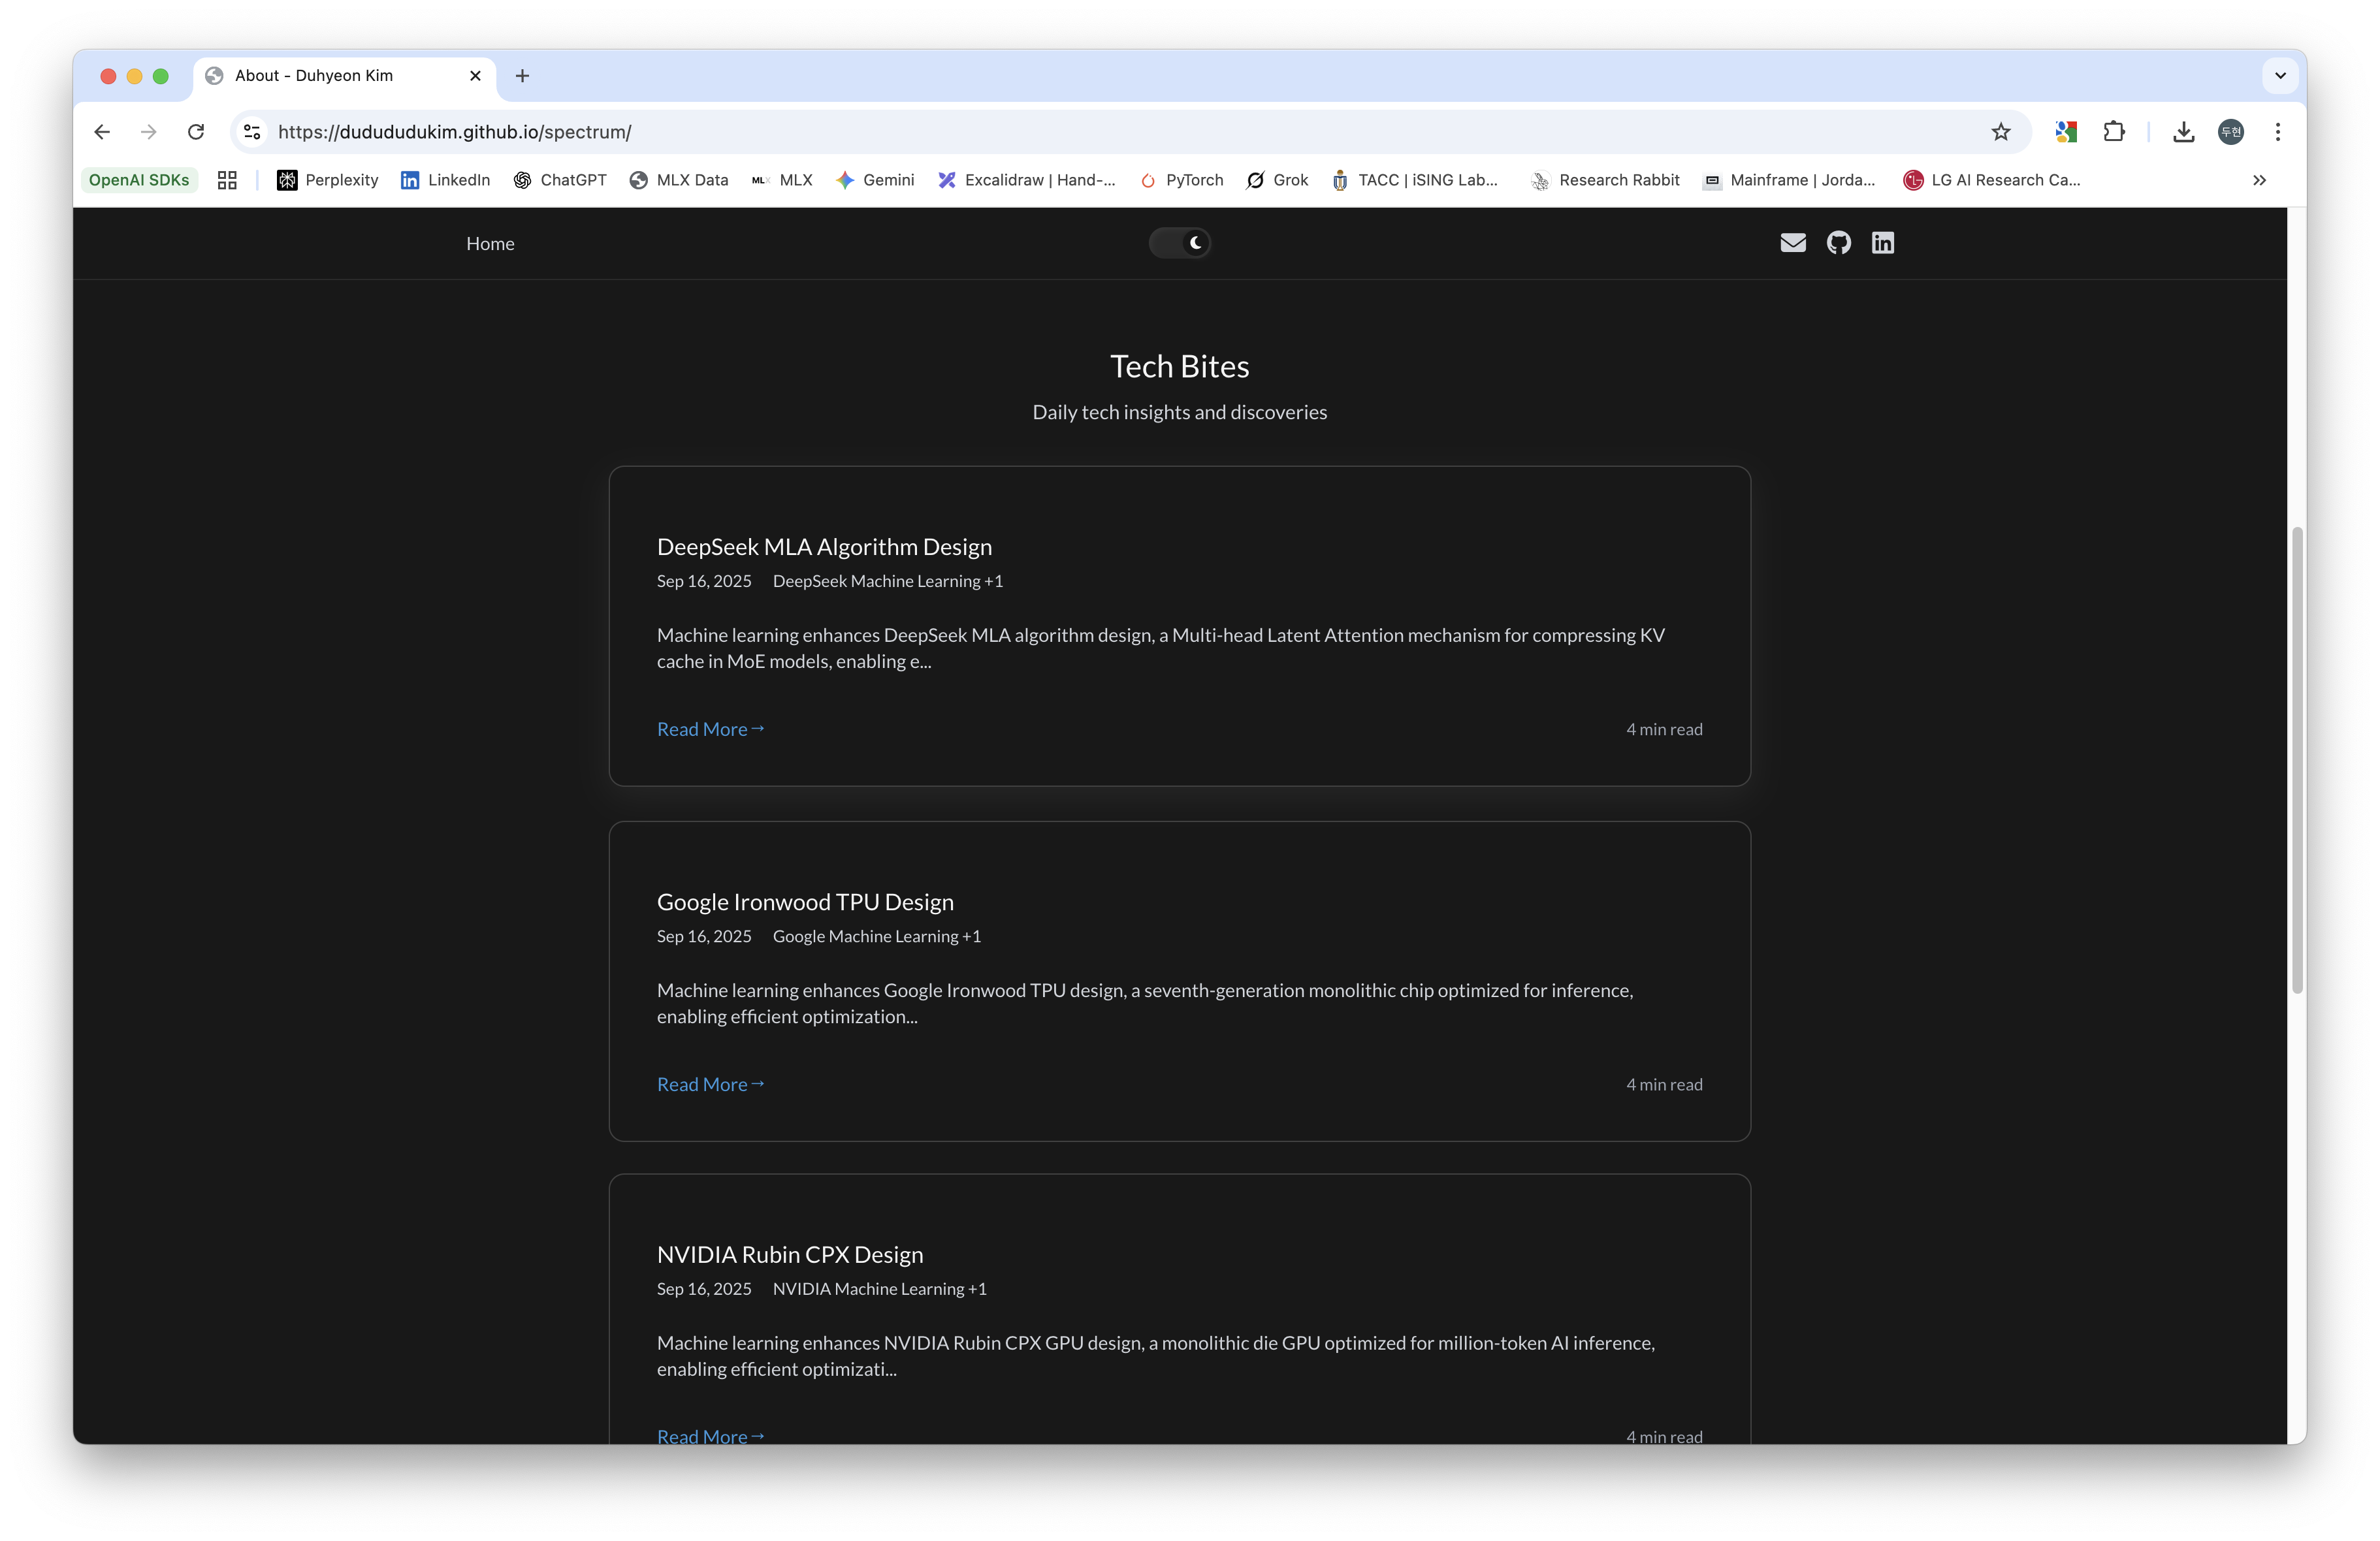 About - Duhyeon Kim
https://dudududukim.github.io/spectrum/
두현
OpenAI SDKs
Perplexity
LinkedIn
ChatGPT
MLX Data
MLX
Gemini
Excalidraw | Hand-...
PyTorch
Grok
TACC | iSING Lab...
Research Rabbit
Mainframe | Jorda...
LG AI Research Ca...
Home
Tech Bites
Daily tech insights and discoveries
DeepSeek MLA Algorithm Design
Sep 16, 2025 DeepSeek Machine Learning +1
Machine learning enhances DeepSeek MLA algorithm design, a Multi-head Latent Attention mechanism for compressing KV
cache in MoE models, enabling e...
Read More→ 4 min read
Google Ironwood TPU Design
Sep 16, 2025 Google Machine Learning +1
Machine learning enhances Google Ironwood TPU design, a seventh-generation monolithic chip optimized for inference,
enabling efficient optimization...
Read More→ 4 min read
NVIDIA Rubin CPX Design
Sep 16, 2025 NVIDIA Machine Learning +1
Machine learning enhances NVIDIA Rubin CPX GPU design, a monolithic die GPU optimized for million-token AI inference,
enabling efficient optimizati...
Read More→ 4 min read